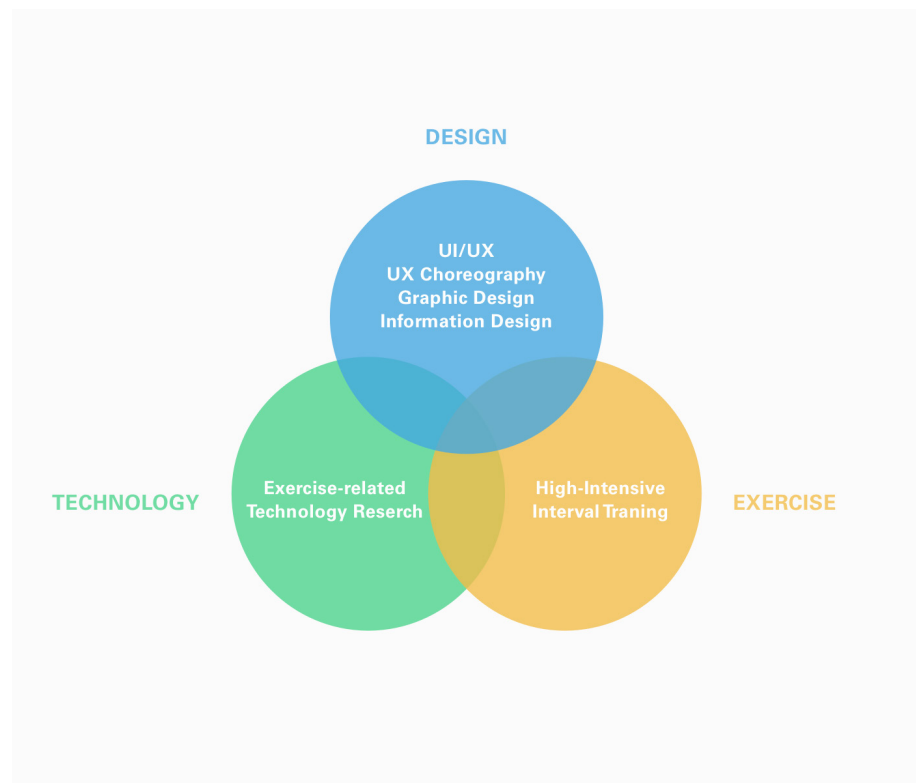 DESIGN
UI/UX
UX Choreography
Graphic Design
Information Design
TECHNOLOGY
Exercise-related
Technology Reserch
High-Intensive
Interval Traning
EXERCISE